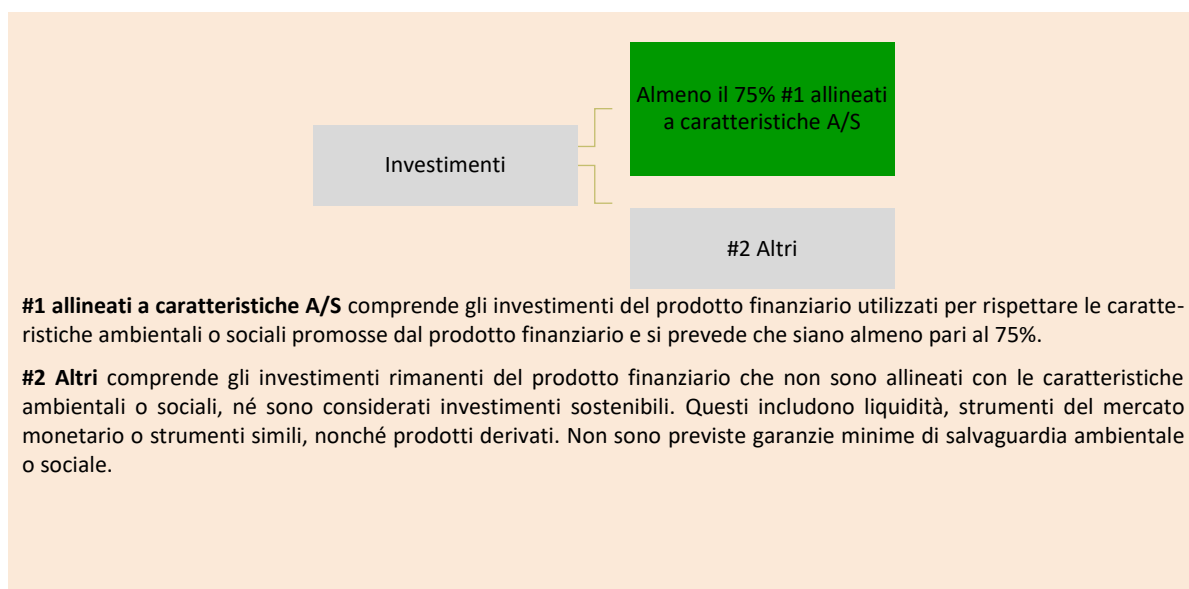 Almeno il 75% #1 allineati
a caratteristiche A/S
Investimenti
#2 Altri
#1 allineati a caratteristiche A/S comprende gli investimenti del prodotto finanziario utilizzati per rispettare le caratte-
ristiche ambientali o sociali promosse dal prodotto finanziario e si prevede che siano almeno pari al 75%.
#2 Altri comprende gli investimenti rimanenti del prodotto finanziario che non sono allineati con le caratteristiche
ambientali o sociali, né sono considerati investimenti sostenibili. Questi includono liquidità, strumenti del mercato
monetario o strumenti simili, nonché prodotti derivati. Non sono previste garanzie minime di salvaguardia ambientale
o sociale.